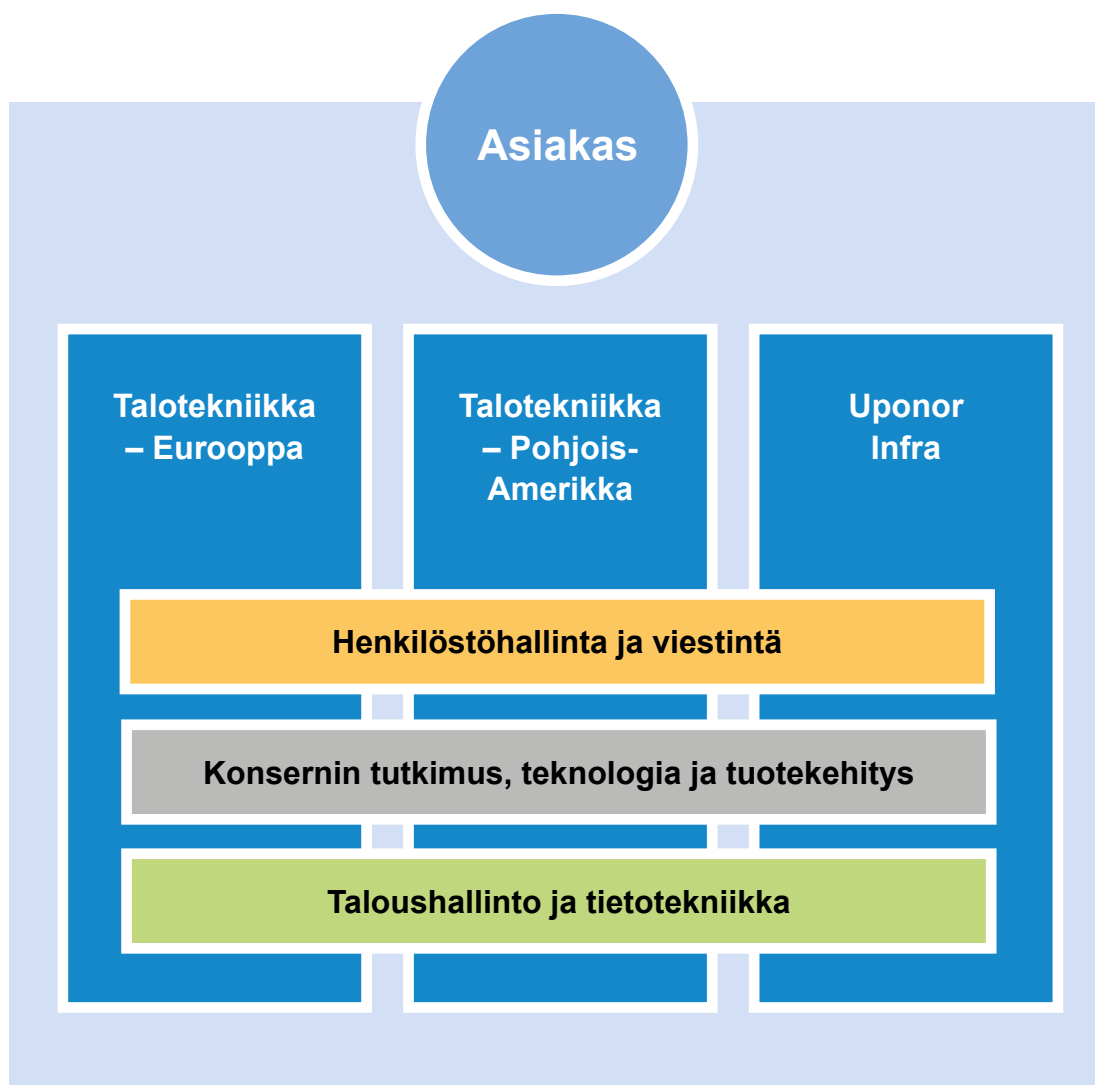 Asiakas
Talotekniikka
– Eurooppa
Talotekniikka
– Pohjois-
Amerikka
Uponor
Infra
Henkilöstöhallinta ja viestintä
Konsernin tutkimus, teknologia ja tuotekehitys
Taloushallinto ja tietotekniikka